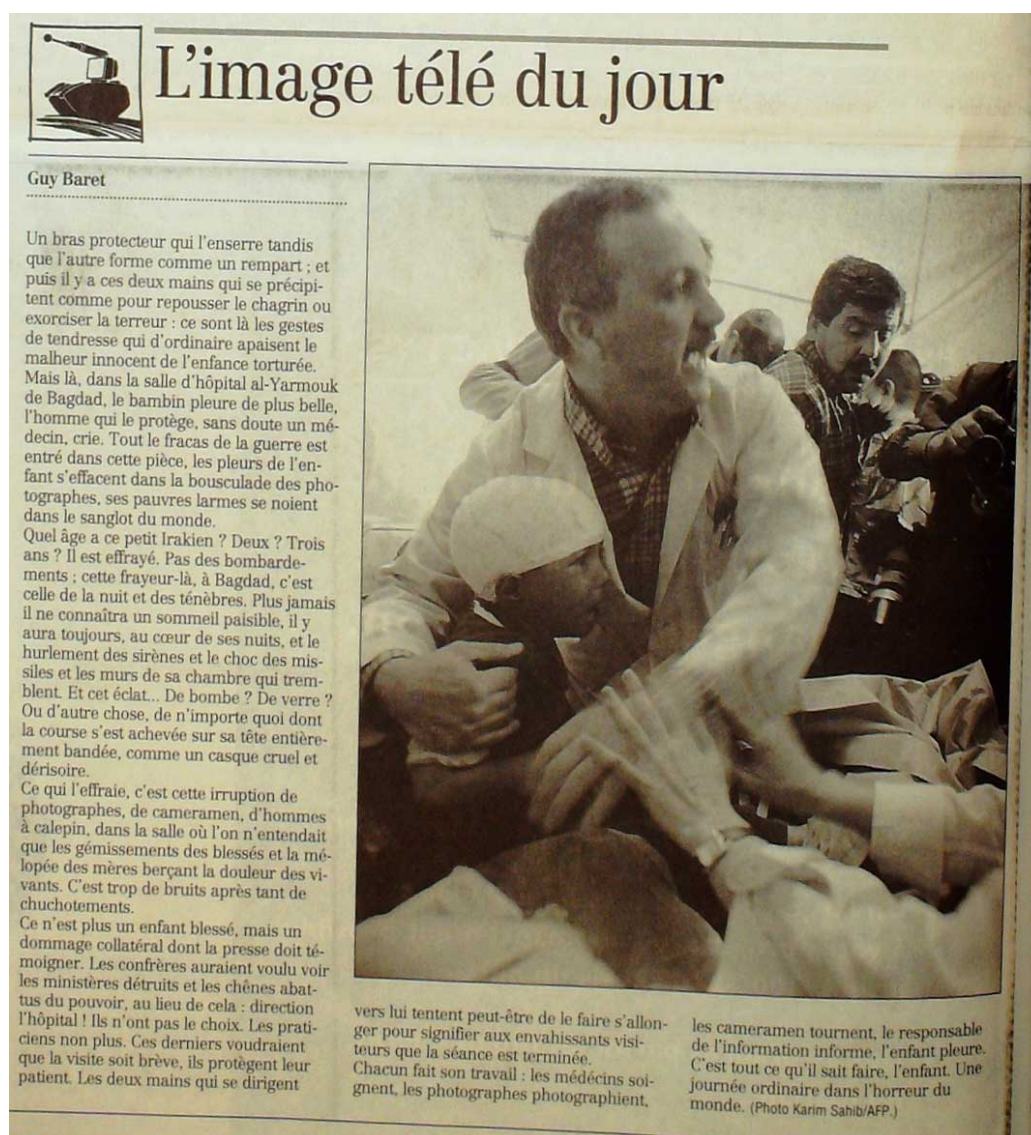 L'image télé du jour
Guy Baret
Un bras protecteur qui l'enserre tandis
que l'autre forme comme un rempart ; et
puis il y a ces deux mains qui se précipi-
tent comme pour repousser le chagrin ou
exorciser la terreur : ce sont là les gestes
de tendresse qui d'ordinaire apaisent le
malheur innocent de l'enfance torturée.
Mais là, dans la salle d'hôpital al-Yarmouk
de Bagdad, le bambin pleure de plus belle,
l'homme qui le protège, sans doute un mé-
decin, crie. Tout le fracas de la guerre est
entré dans cette pièce, les pleurs de l'en-
fant s'effacent dans la bousculade des pho-
tographes, ses pauvres larmes se noient
dans le sanglot du monde.
Quel âge a ce petit Irakien ? Deux ? Trois
ans ? Il est effrayé. Pas des bombarde-
ments ; cette frayeur-là, à Bagdad, c'est
celle de la nuit et des ténèbres. Plus jamais
il ne connaîtra un sommeil paisible, il y
aura toujours, au cœur de ses nuits, et le
hurlement des sirènes et le choc des mis-
siles et les murs de sa chambre qui trem-
blent. Et cet éclat... De bombe ? De verre ?
Ou d'autre chose, de n'importe quoi dont
la course s'est achevée sur sa tête entière-
ment bandée, comme un casque cruel et
dérisoire.
Ce qui l'effraie, c'est cette irruption de
photographes, de cameramen, d'hommes
à calepin, dans la salle où l'on n'entendait
que les gémissements des blessés et la mé-
lopée des mères berçant la douleur des vi-
vants. C'est trop de bruits après tant de
chuchotements.
Ce n'est plus un enfant blessé, mais un
dommage collatéral dont la presse doit té-
moigner. Les confrères auraient voulu voir
les ministères détruits et les chênes abat-
tus du pouvoir, au lieu de cela : direction
l'hôpital ! Ils n'ont pas le choix. Les prati-
ciens non plus. Ces derniers voudraient
que la visite soit brève, ils protègent leur
patient. Les deux mains qui se dirigent
vers lui tentent peut-être de le faire s'allon-
ger pour signifier aux envahissants visi-
teurs que la séance est terminée.
Chacun fait son travail : les médécins soi-
gnent, les photographes photographient,
les cameramen tournent, le responsable
de l'information informe, l'enfant pleure.
C'est tout ce qu'il sait faire, l'enfant. Une
journée ordinaire dans l'horreur du
monde. (Photo Karim Sahib/AFP.)